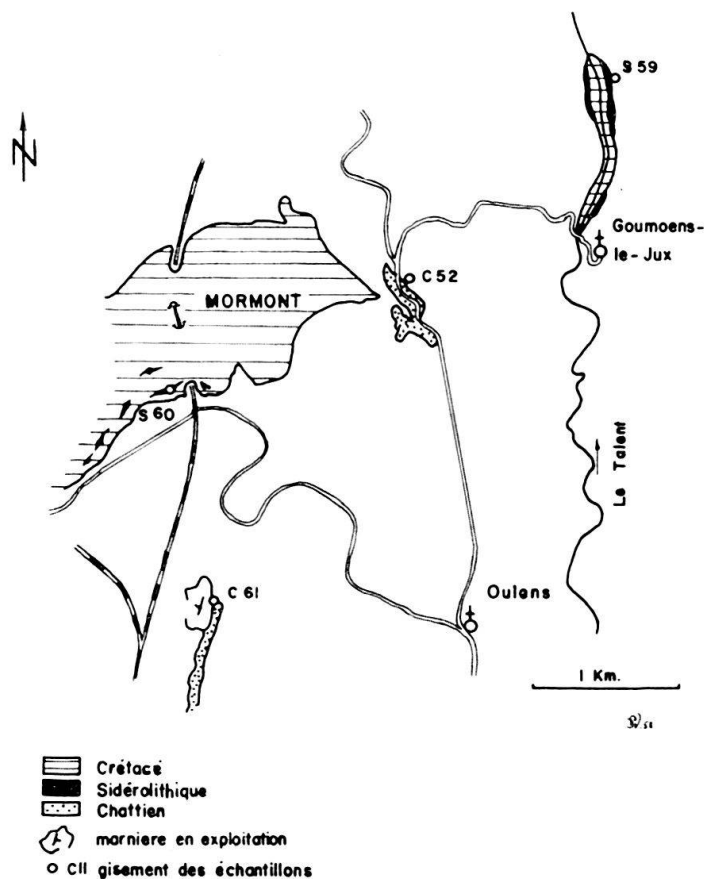 S 59
N
Goumoens-
le-Jux
C 52
MORMONT
S 60
Le Talent
C 61
Oulens
1 Km.
Crétacé
Sidérolithique
Chattien
marniere en exploitation
C11 gisement des échantillons